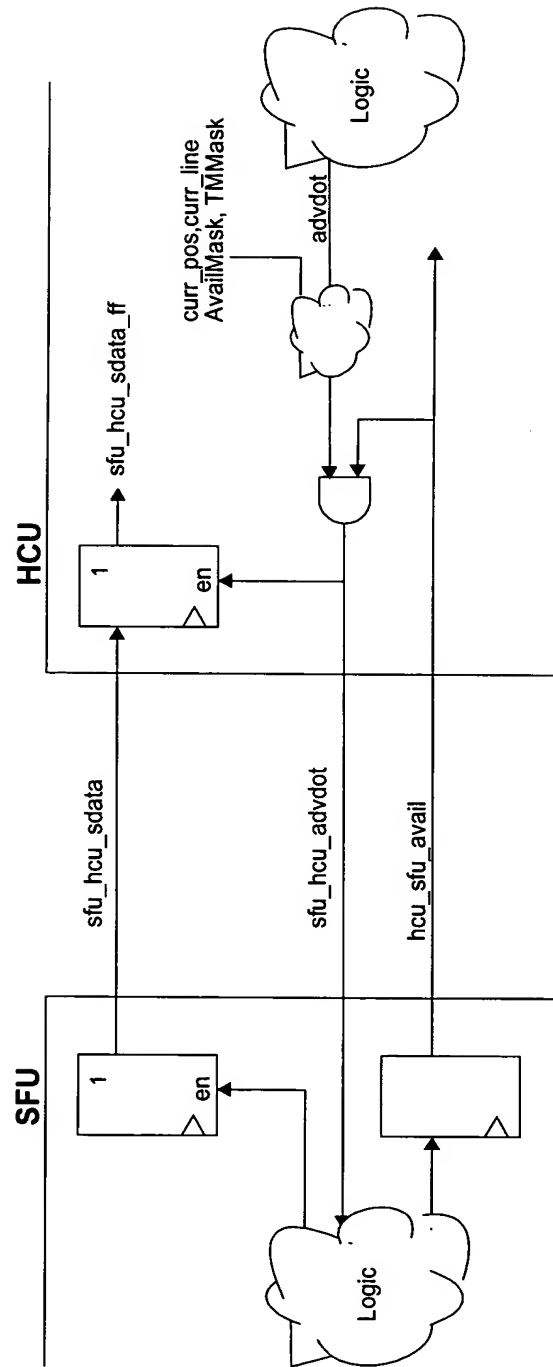 SFU
HCU
1
en
sfu_hcu_sdata
1
en
sfu_hcu_sdata_ff
curr_pos,curr_line
AvailMask, TMMask
advdot
Logic
sfu_hcu_advdot
Logic
hcu_sfu_avail